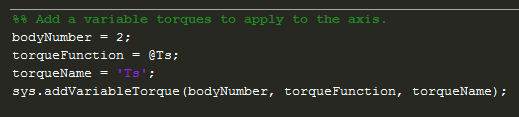 %% Add a variable torques to apply to the axis.
bodyNumber = 2;
torqueFunction = @Ts;
torqueName = 'Ts';
sys.addVariableTorque(bodyNumber, torqueFunction, torqueName);